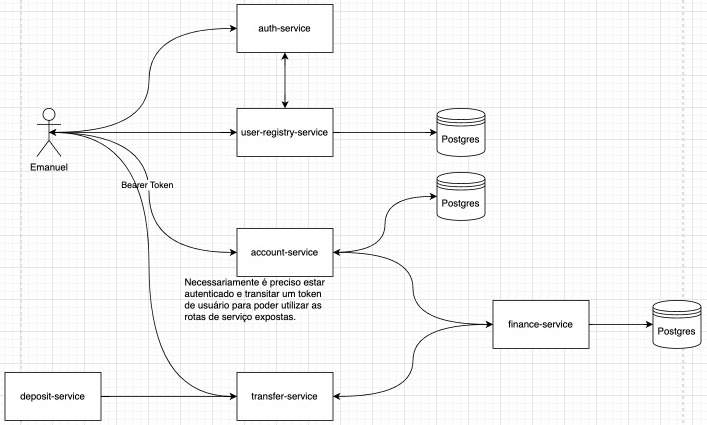 auth-service
user-registry-service
Postgres
Emanuel
Bearer Token
Postgres
account-service
Necessariamente é preciso estar
autenticado e transitar um token
de usuário para poder utilizar as
rotas de serviço expostas.
finance-service
Postgres
deposit-service
transfer-service